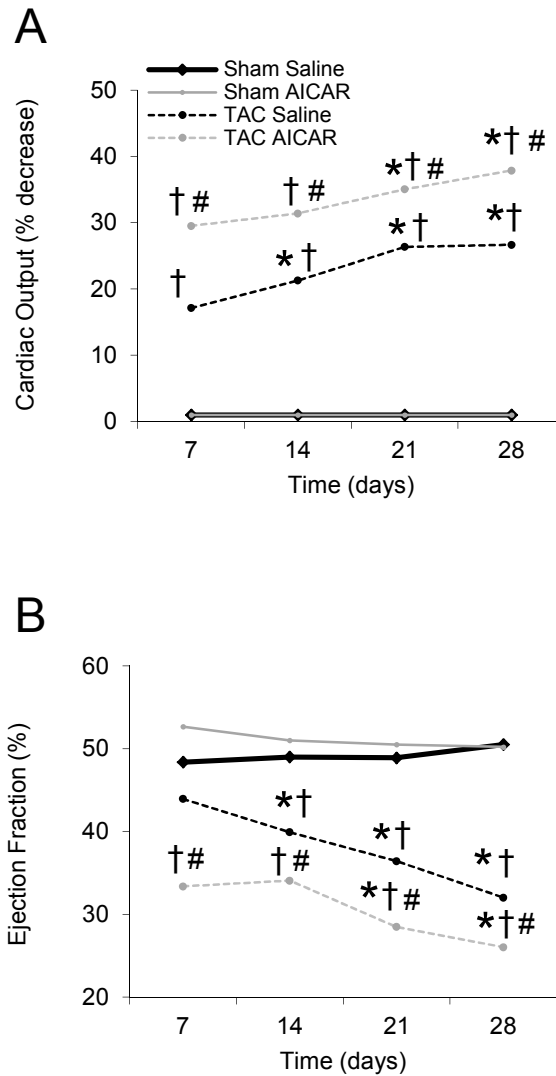 A
Sham Saline
Sham AICAR
TAC Saline
TAC AICAR
Cardiac Output (% decrease)
50
40
30
20
10
0
†# †# *†# *†#
† *† *† *†
7 14 21 28
Time (days)
B
Ejection Fraction (%)
60
50
40
30
20
*† *† *†
†# †# *†# *†#
7 14 21 28
Time (days)